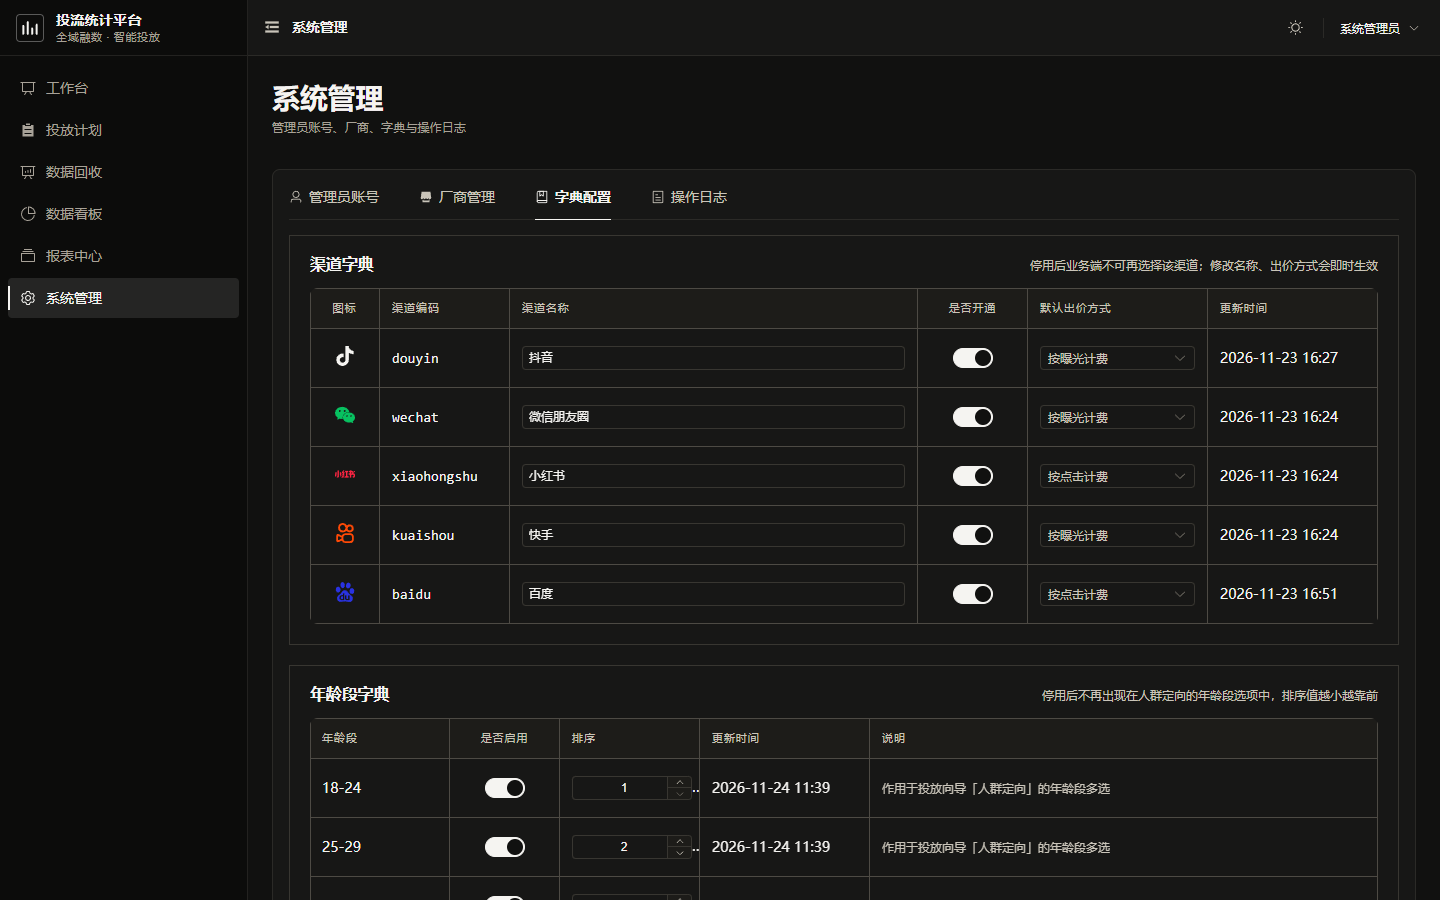 投流统计平台
全域融数 · 智能投放
系统管理
系统管理员
工作台
投放计划
数据回收
数据看板
报表中心
系统管理
系统管理
管理员账号、厂商、字典与操作日志
管理员账号 厂商管理 字典配置 操作日志
渠道字典 停用后业务端不可再选择该渠道；修改名称、出价方式会即时生效
图标 渠道编码 渠道名称 是否开通 默认出价方式 更新时间
douyin 抖音 按曝光计费 2026-11-23 16:27
wechat 微信朋友圈 按曝光计费 2026-11-23 16:24
小红书 xiaohongshu 小红书 按点击计费 2026-11-23 16:24
kuaishou 快手 按曝光计费 2026-11-23 16:24
du baidu 百度 按点击计费 2026-11-23 16:51
年龄段字典 停用后不再出现在人群定向的年龄段选项中，排序值越小越靠前
年龄段 是否启用 排序 更新时间 说明
18-24 1 .. 2026-11-24 11:39 作用于投放向导「人群定向」的年龄段多选
25-29 2 .. 2026-11-24 11:39 作用于投放向导「人群定向」的年龄段多选